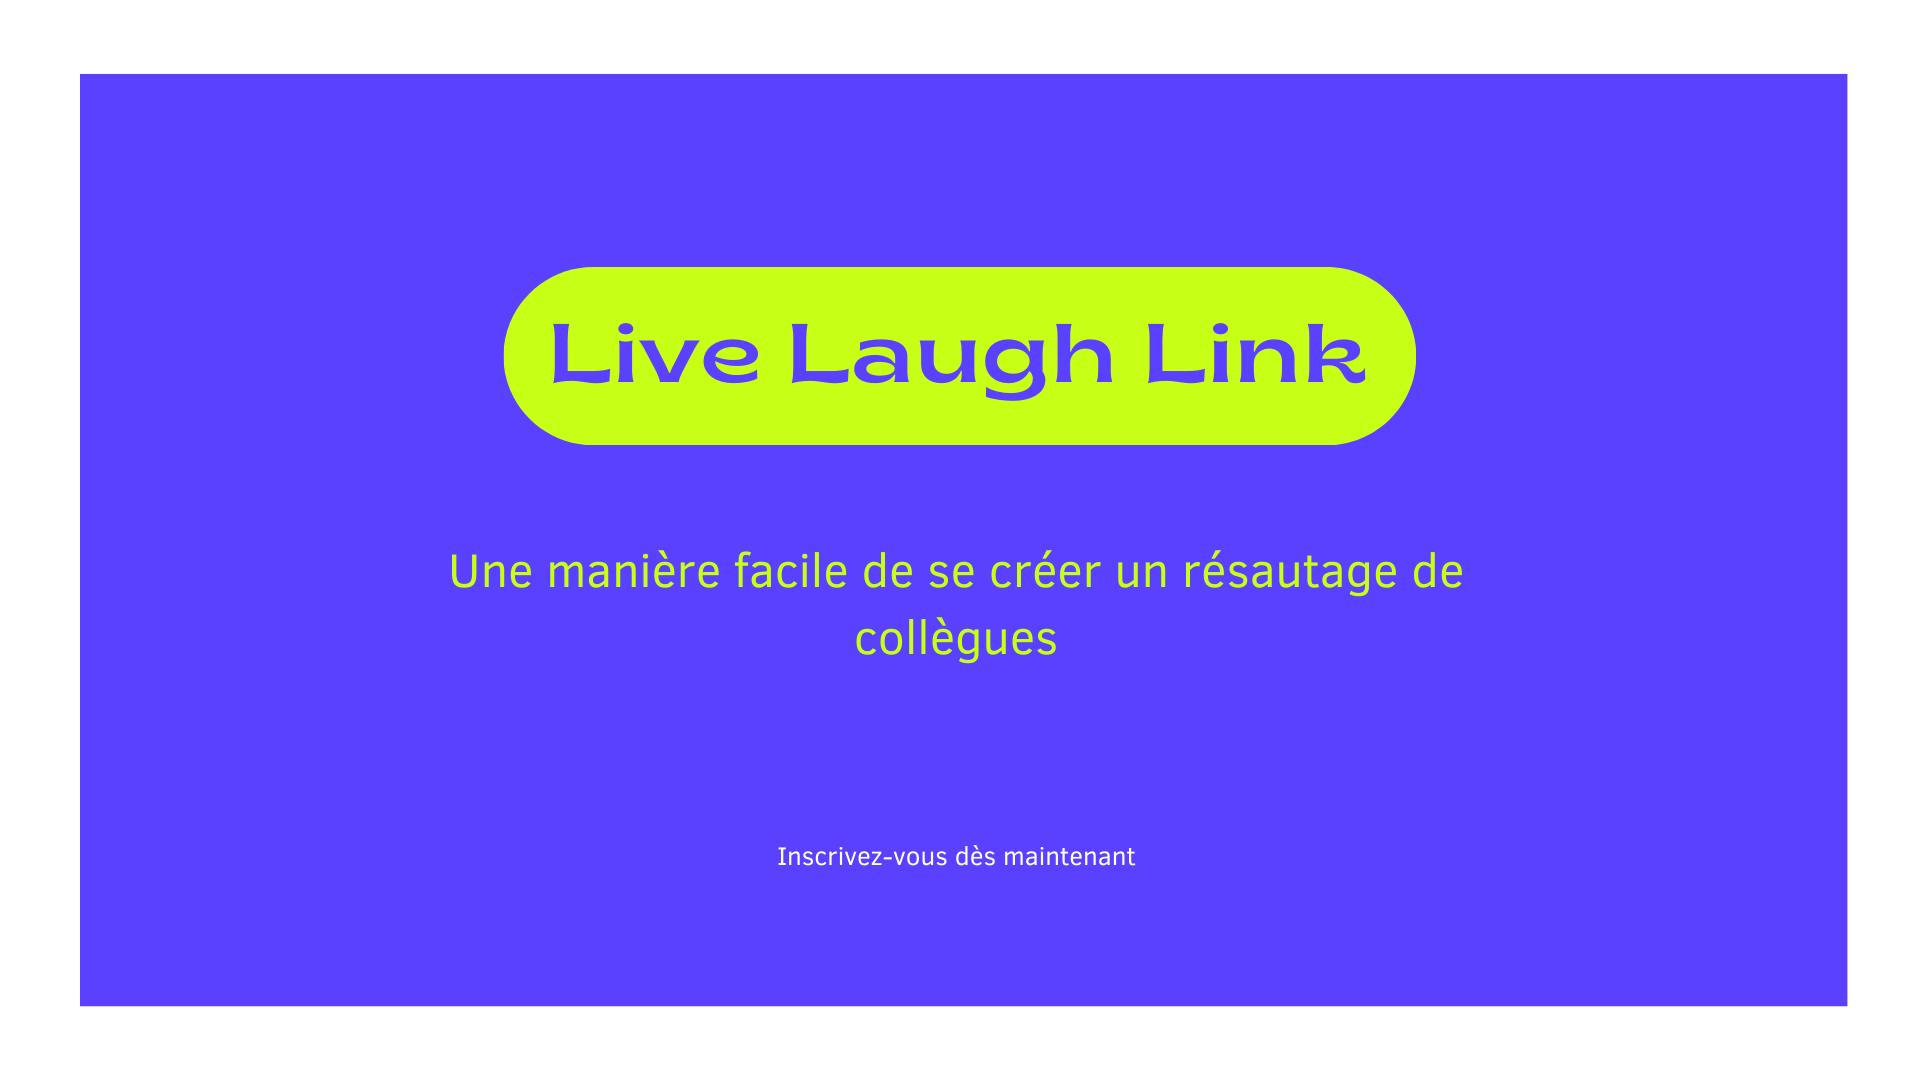 Live Laugh Link
Une manière facile de se créer un résautage de
collègues
Inscrivez-vous dès maintenant